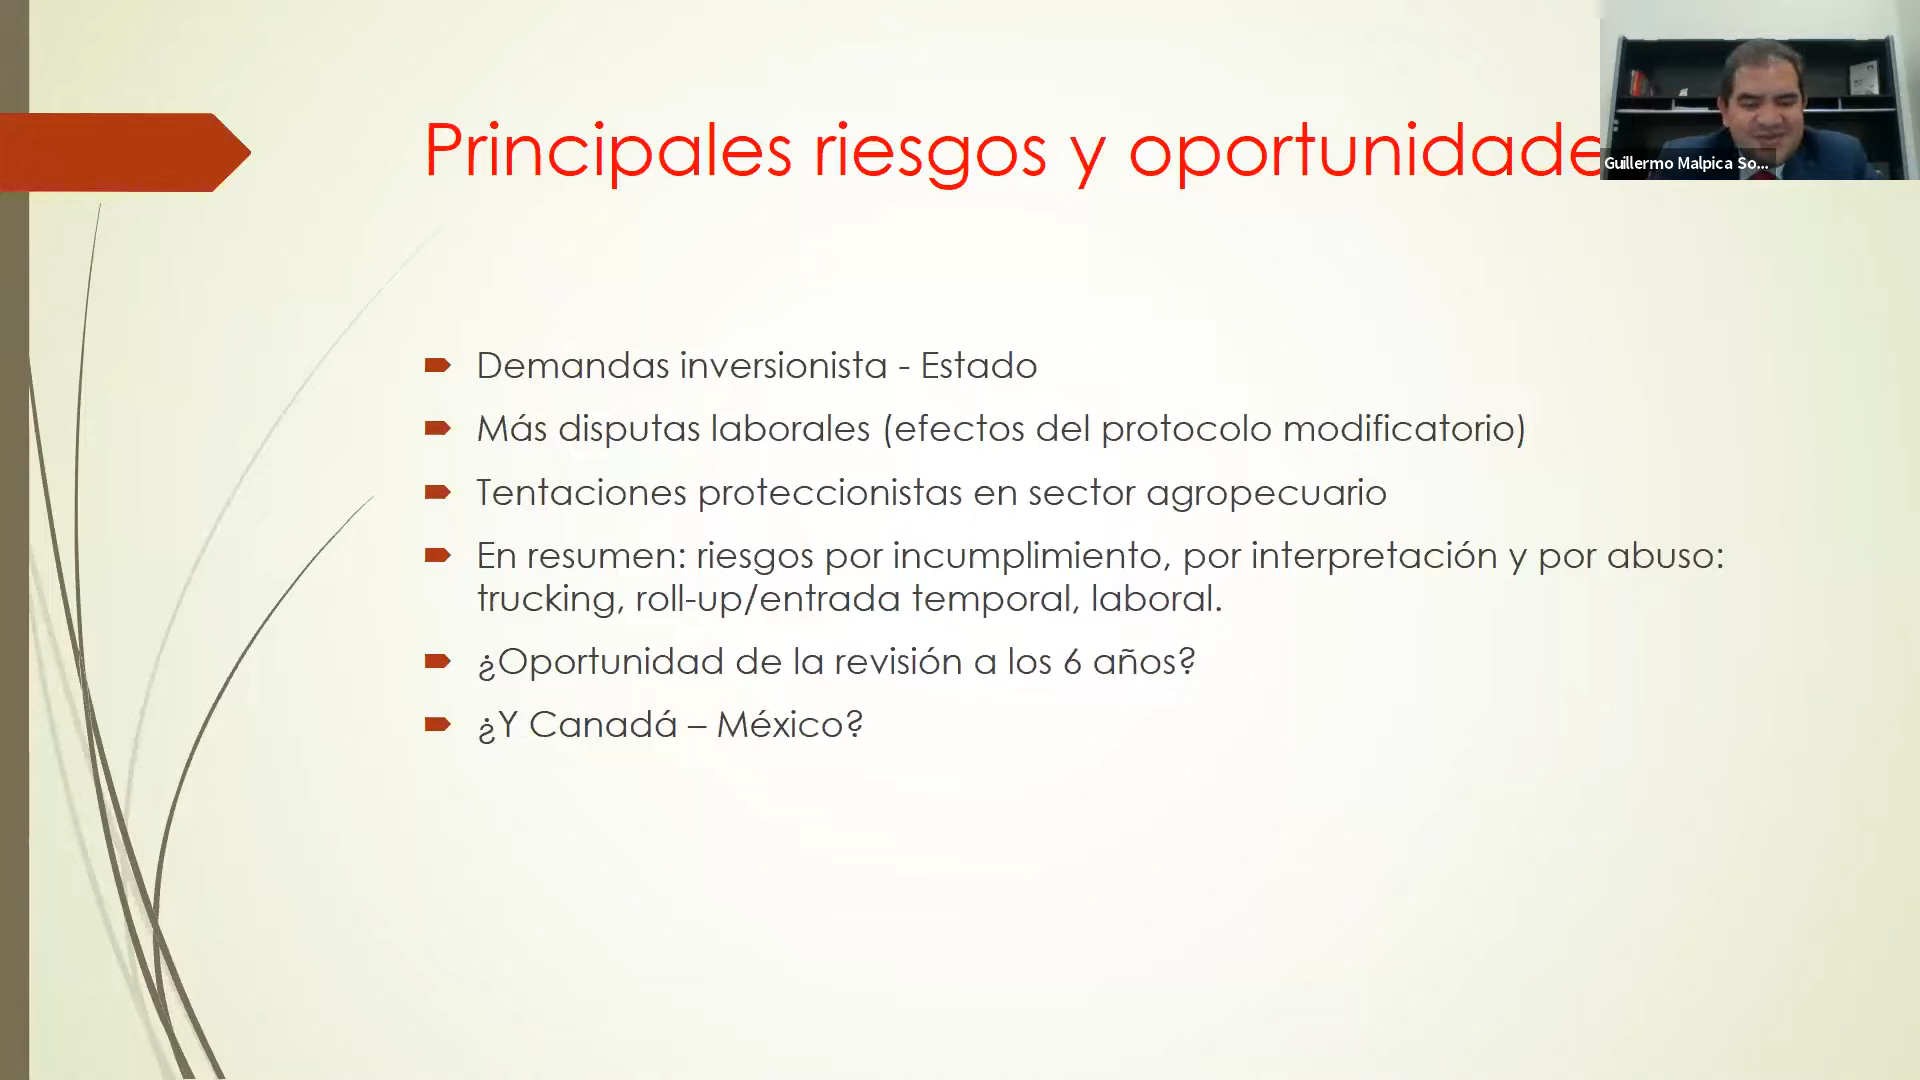 Principales riesgos y oportunidade
Guillermo Malpica So...
Demandas inversionista - Estado
Más disputas laborales (efectos del protocolo modificatorio)
Tentaciones proteccionistas en sector agropecuario
En resumen: riesgos por incumplimiento, por interpretación y por abuso:
trucking, roll-up/entrada temporal, laboral.
¿Oportunidad de la revisión a los 6 años?
¿Y Canadá – México?